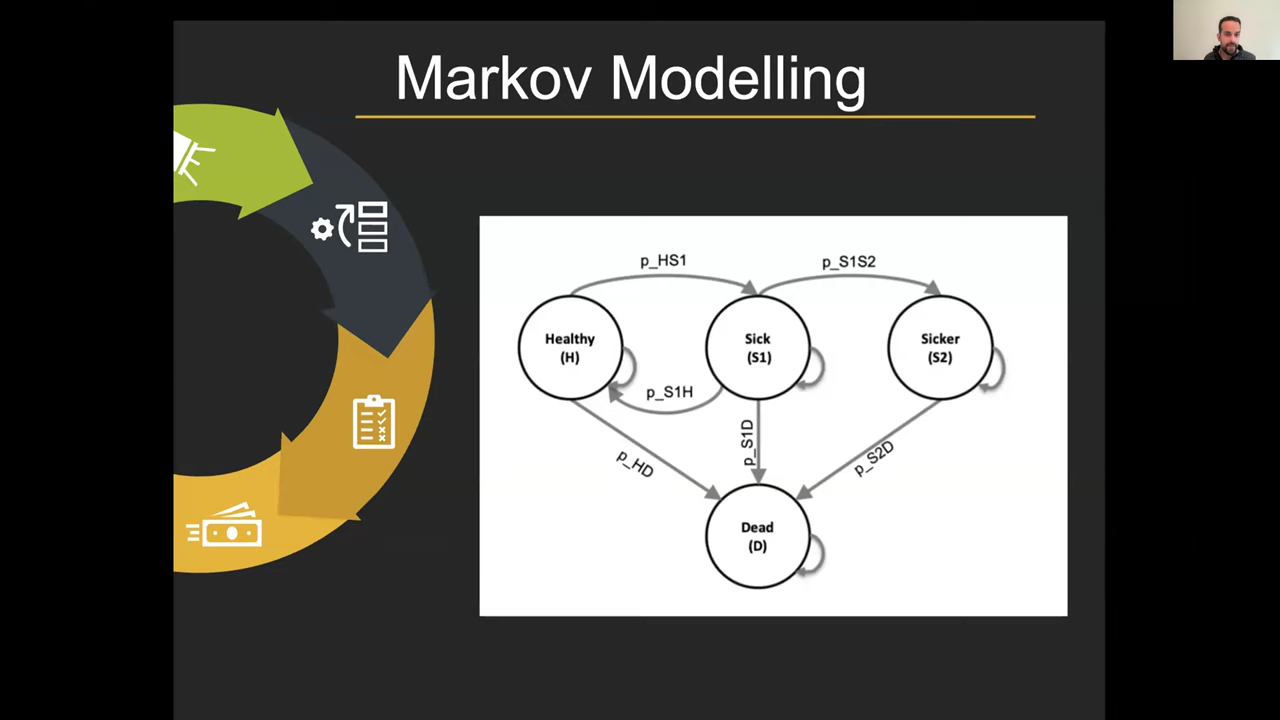 Markov Modelling
p_HS1
p_S1S2
Healthy
(H)
Sick
(S1)
Sicker
(S2)
p_S1H
p_HD
p_S1D
p_S2D
Dead
(D)